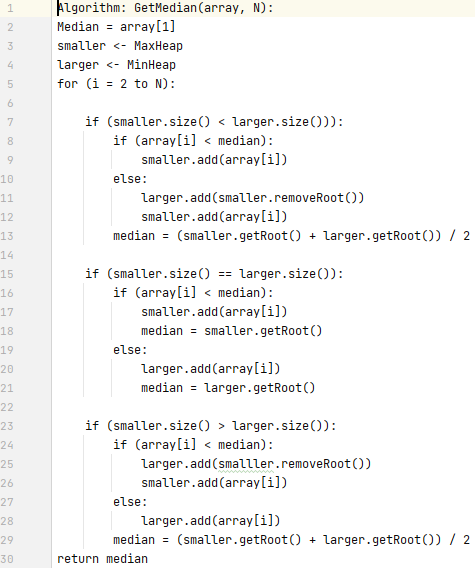 1 Algorithm: GetMedian(array, N):
2 Median = array[1]
3 smaller <- MaxHeap
4 larger <- MinHeap
5 for (i = 2 to N):
6
7     if (smaller.size() < larger.size())):
8         if (array[i] < median):
9             smaller.add(array[i])
10         else:
11             larger.add(smaller.removeRoot())
12             smaller.add(array[i])
13         median = (smaller.getRoot() + larger.getRoot()) / 2
14
15     if (smaller.size() == larger.size()):
16         if (array[i] < median):
17             smaller.add(array[i])
18             median = smaller.getRoot()
19         else:
20             larger.add(array[i])
21             median = larger.getRoot()
22
23     if (smaller.size() > larger.size()):
24         if (array[i] < median):
25             larger.add(smalller.removeRoot())
26             smaller.add(array[i])
27         else:
28             larger.add(array[i])
29         median = (smaller.getRoot() + larger.getRoot()) / 2
30 return median